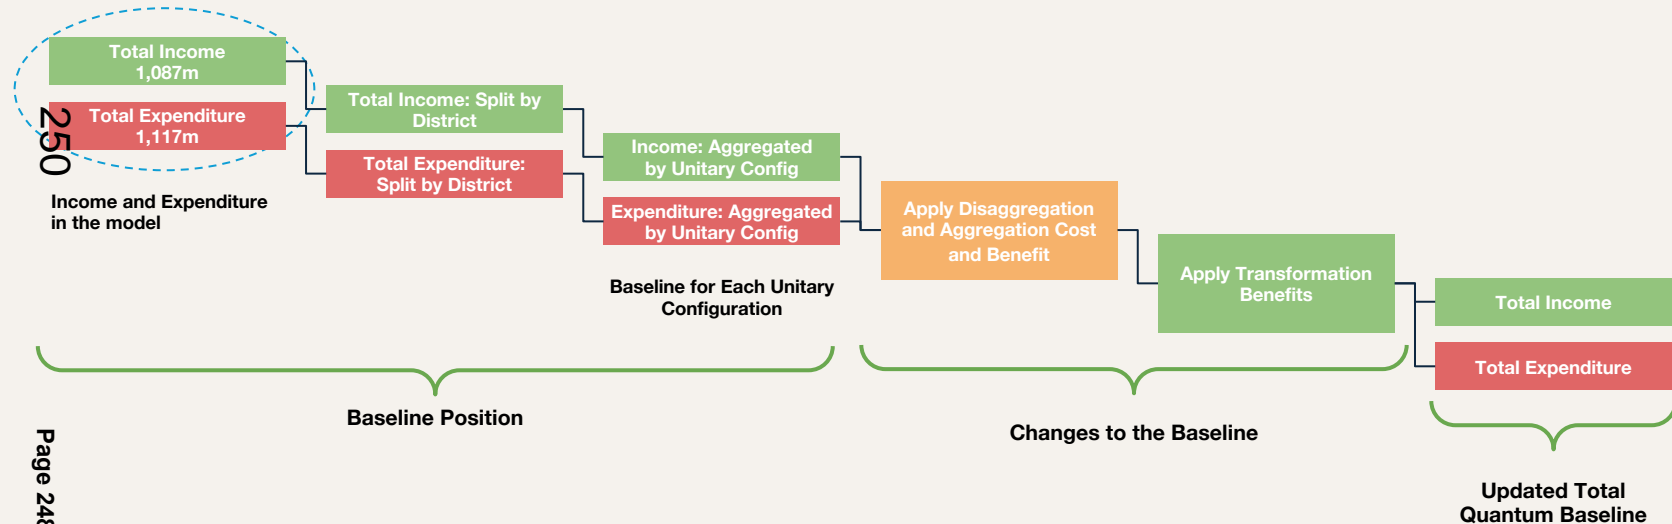 Total Income
1,087m
Total Expenditure
1,117m
250
Income and Expenditure
in the model
Total Income: Split by
District
Total Expenditure:
Split by District
Income: Aggregated
by Unitary Config
Expenditure: Aggregated
by Unitary Config
Baseline for Each Unitary
Configuration
Apply Disaggregation
and Aggregation Cost
and Benefit
Apply Transformation
Benefits
Total Income
Total Expenditure
Baseline Position
Changes to the Baseline
Updated Total
Quantum Baseline
Page 248